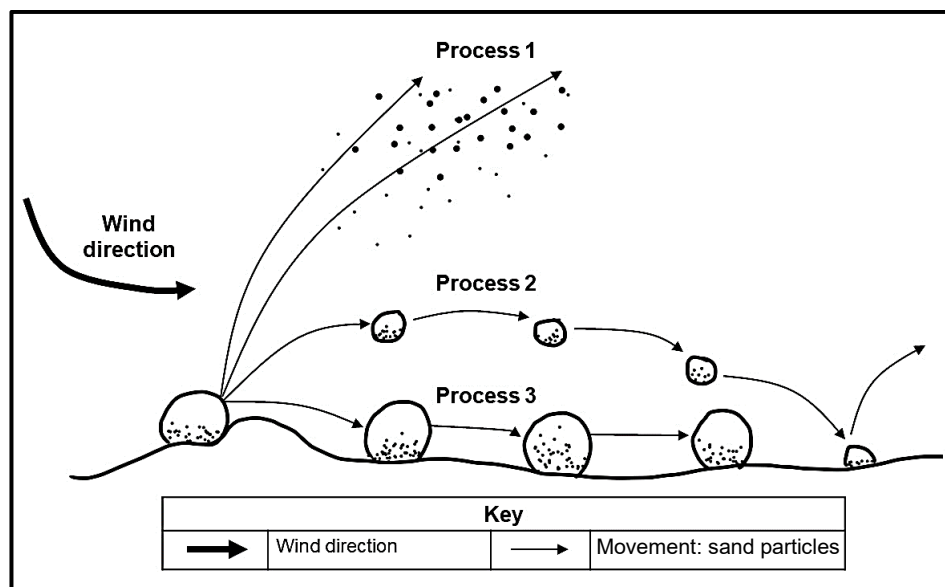 Process 1
Wind
direction
Process 2
Process 3
Key
Wind direction
Movement: sand particles